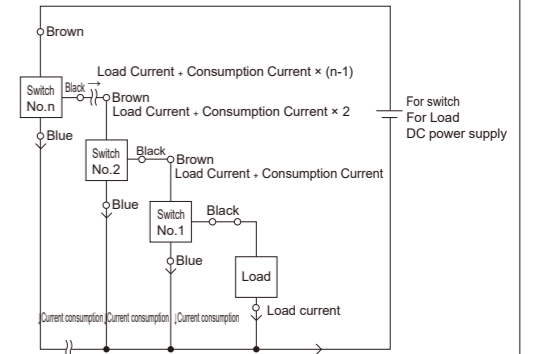 Brown
Load Current + Consumption Current × (n-1)
Switch
No.n
Black →
Brown
Load Current + Consumption Current × 2
For switch
For Load
DC power supply
Blue
Switch
No.2
Black
Brown
Load Current + Consumption Current
Blue
Switch
No.1
Black
Blue
Load
Load current
↓Current consumption
↓Current consumption
↓Current consumption